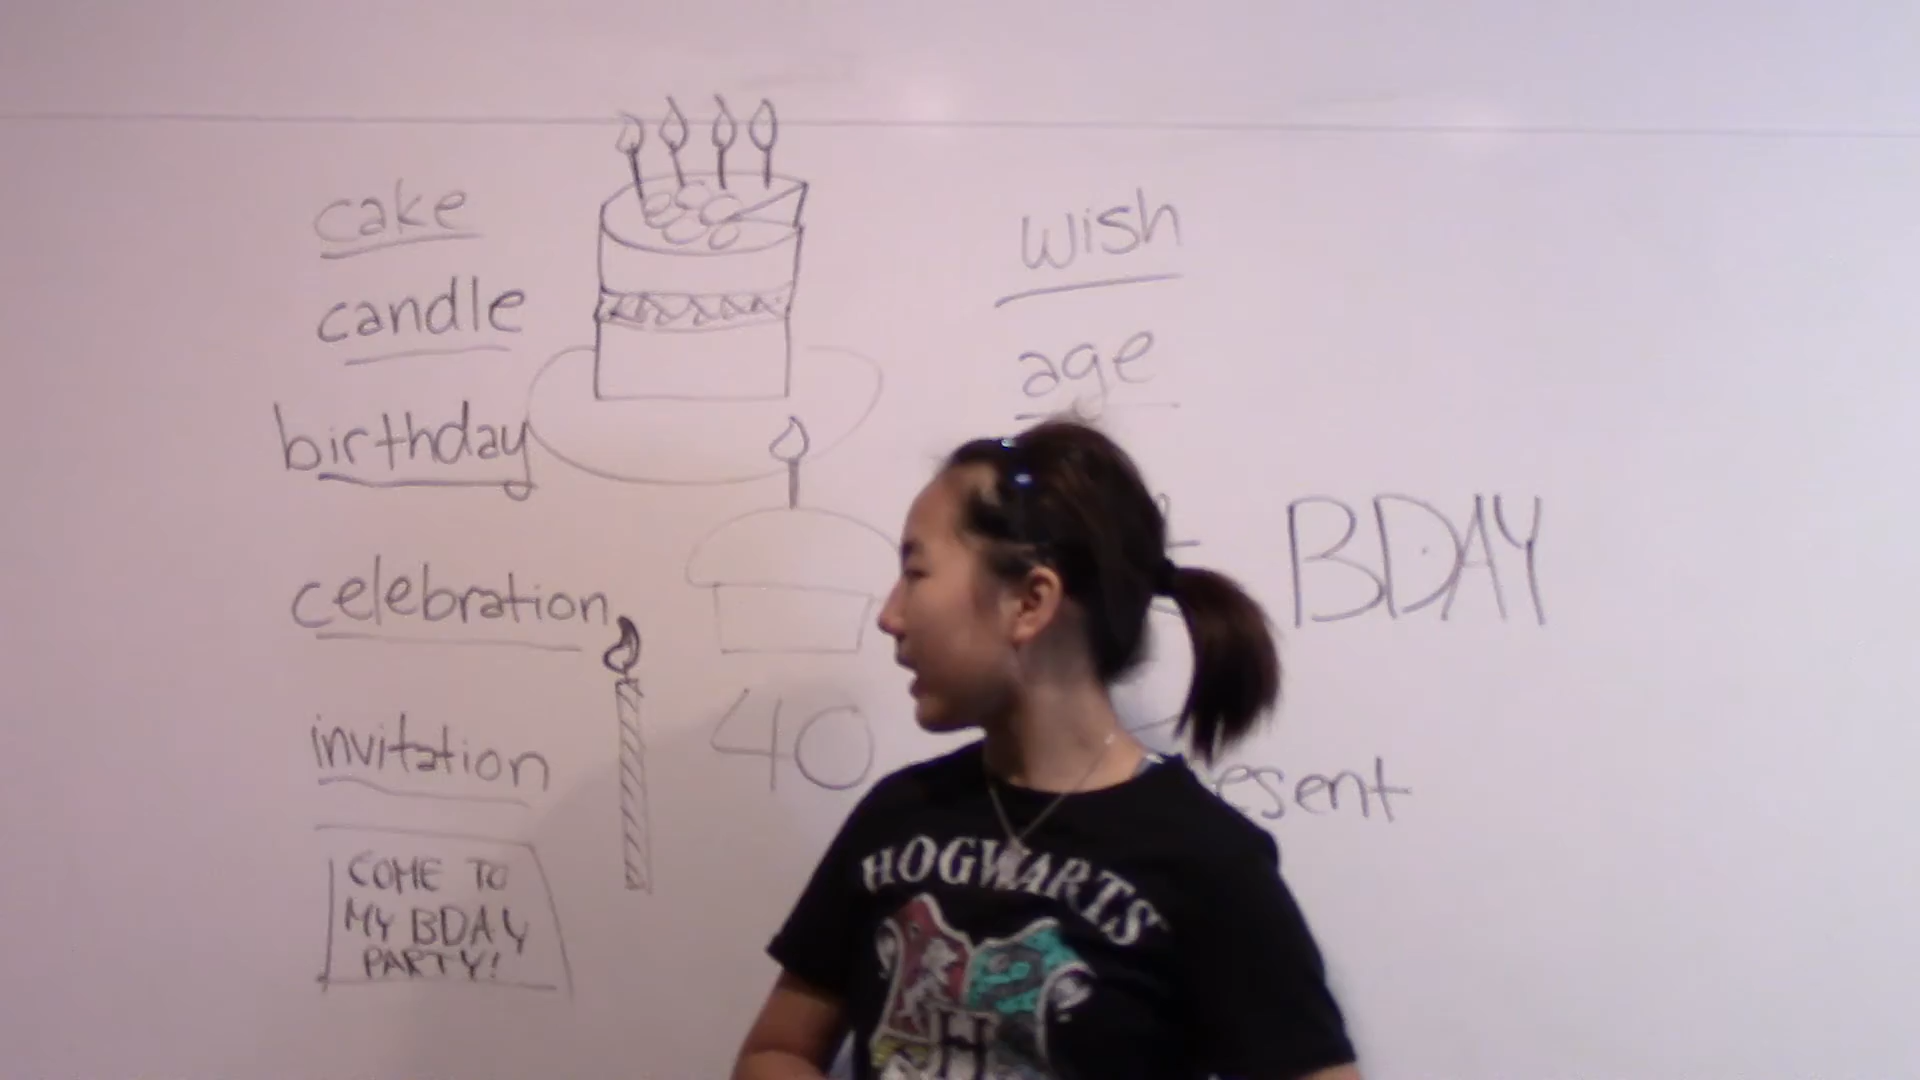 cake
candle
birthday
celebration
invitation
COME TO
MY BDAY
PARTY!
40
wish
age
BDAY
esent
HOGWARTS
H